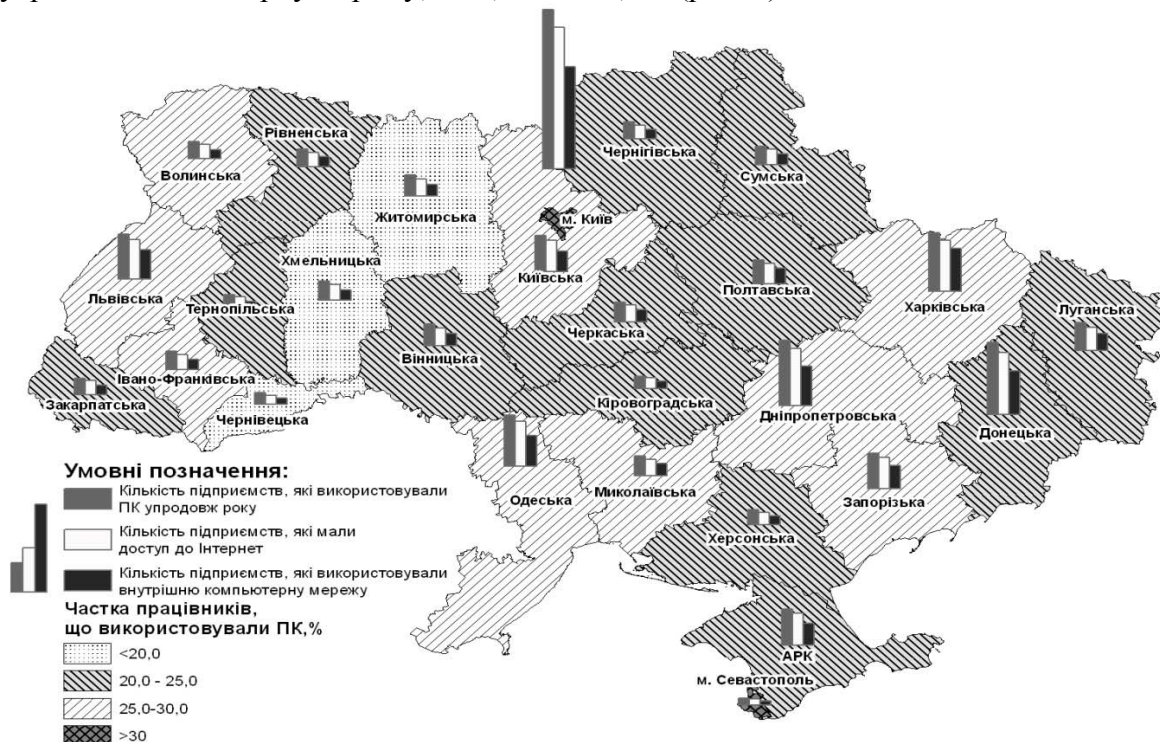 Рівненська
Волинська
Житомирська
Чернігівська
Сумська
м. Київ
Київська
Хмельницька
Львівська
Тернопільська
Полтавська
Харківська
Луганська
Черкаська
Вінницька
Івано-Франківська
Закарпатська
Чернівецька
Кіровоградська
Дніпропетровська
Донецька
Одеська
Миколаївська
Запорізька
Херсонська
АРК
м. Севастополь
Умовні позначення:
Кількість підприємств, які використовували
ПК упродовж року
Кількість підприємств, які мали
доступ до Інтернет
Кількість підприємств, які використовували
внутрішню комп'ютерну мережу
Частка працівників,
що використовували ПК,%
<20,0
20,0 - 25,0
25,0-30,0
>30